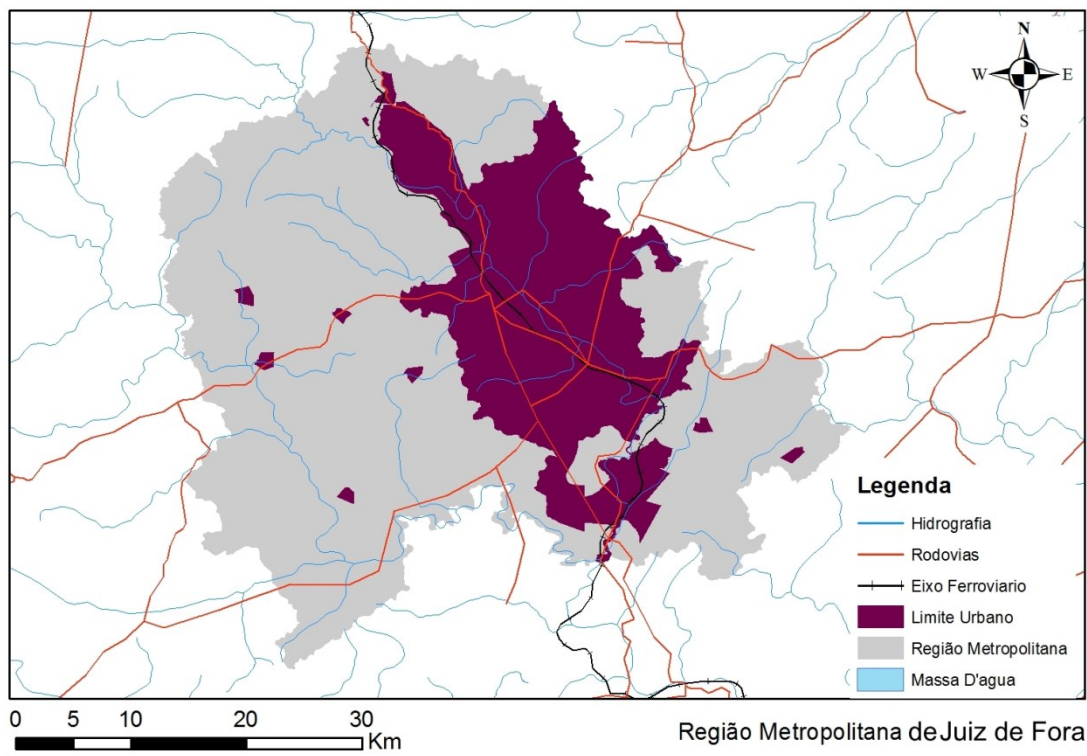 N
W E
S
Legenda
Hidrografia
Rodovias
Eixo Ferroviario
Limite Urbano
Região Metropolitana
Massa D'agua
0 5 10 20 30
Km
Região Metropolitana de Juiz de Fora